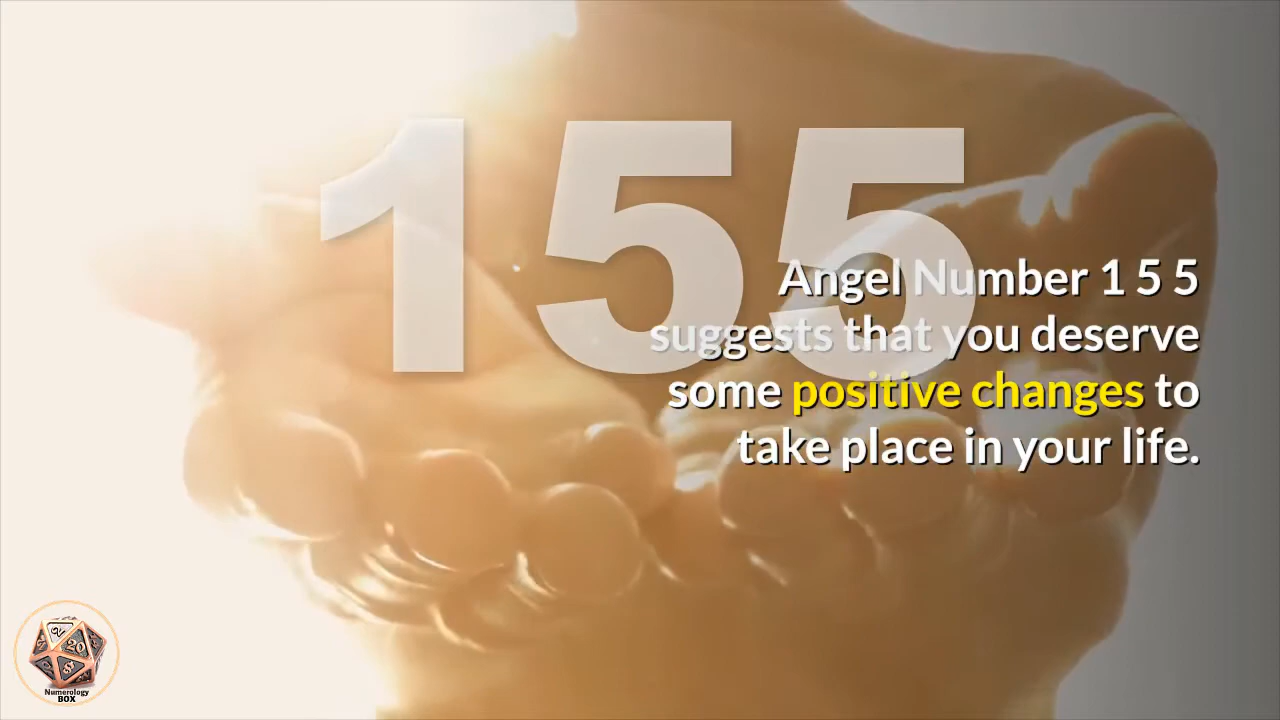 155
Angel Number 1 5 5
suggests that you deserve
some positive changes to
take place in your life.
20
Numerology
BOX